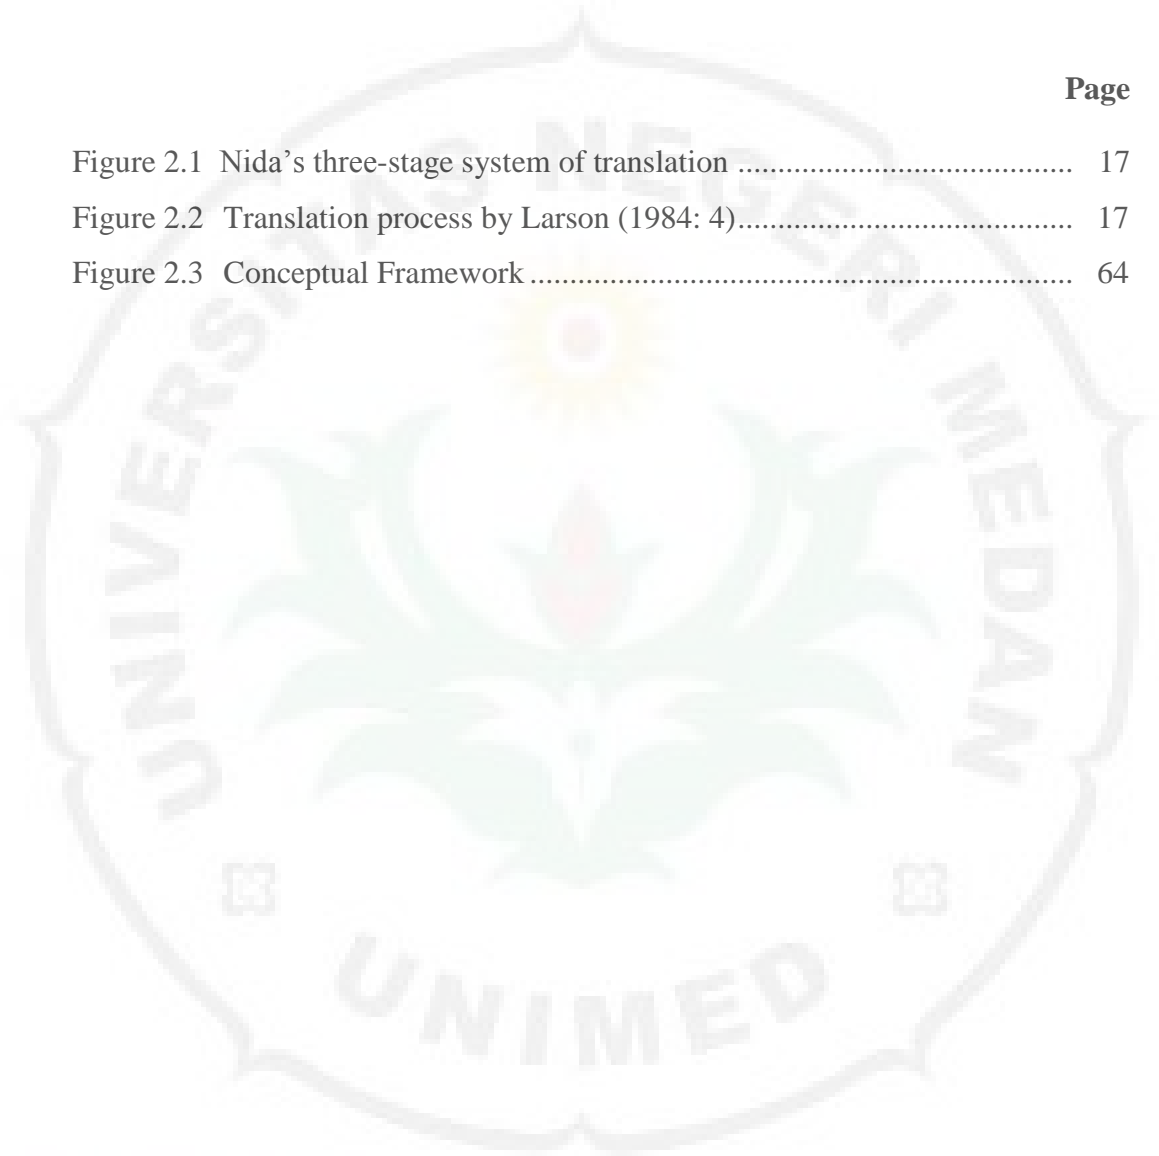 Page
Figure 2.1 Nida’s three-stage system of translation ................................... 17
Figure 2.2 Translation process by Larson (1984: 4)................................... 17
Figure 2.3 Conceptual Framework......................................................... 64
UNIVERSITAS NEGERI MEDAN
UNIMED